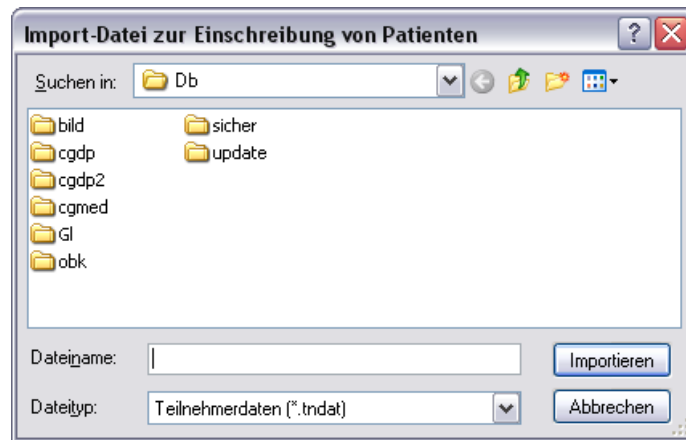 Import-Datei zur Einschreibung von Patienten
Suchen in: Db
bild sicher
cgdp update
cgdp2
cgmed
Gl
obk
Dateiname: Importieren
Dateityp: Teilnehmerdaten (*.tndat) Abbrechen